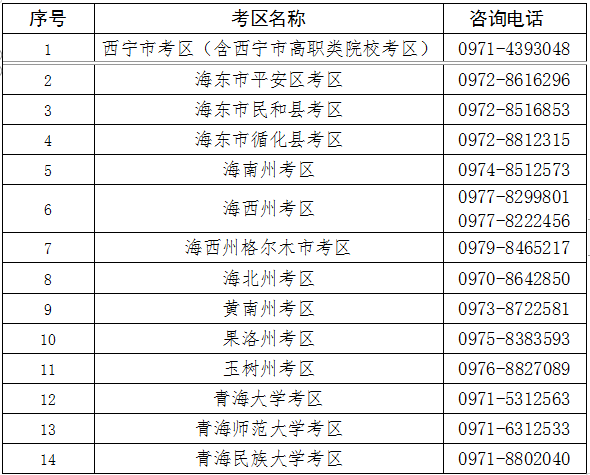 序号 考区名称 咨询电话
1 西宁市考区（含西宁市高职类院校考区） 0971-4393048
2 海东市平安区考区 0972-8616296
3 海东市民和县考区 0972-8516853
4 海东市循化县考区 0972-8812315
5 海南州考区 0974-8512573
6 海西州考区 0977-8299801
0977-8222456
7 海西州格尔木市考区 0979-8465217
8 海北州考区 0970-8642850
9 黄南州考区 0973-8722581
10 果洛州考区 0975-8383593
11 玉树州考区 0976-8827089
12 青海大学考区 0971-5312563
13 青海师范大学考区 0971-6312533
14 青海民族大学考区 0971-8802040